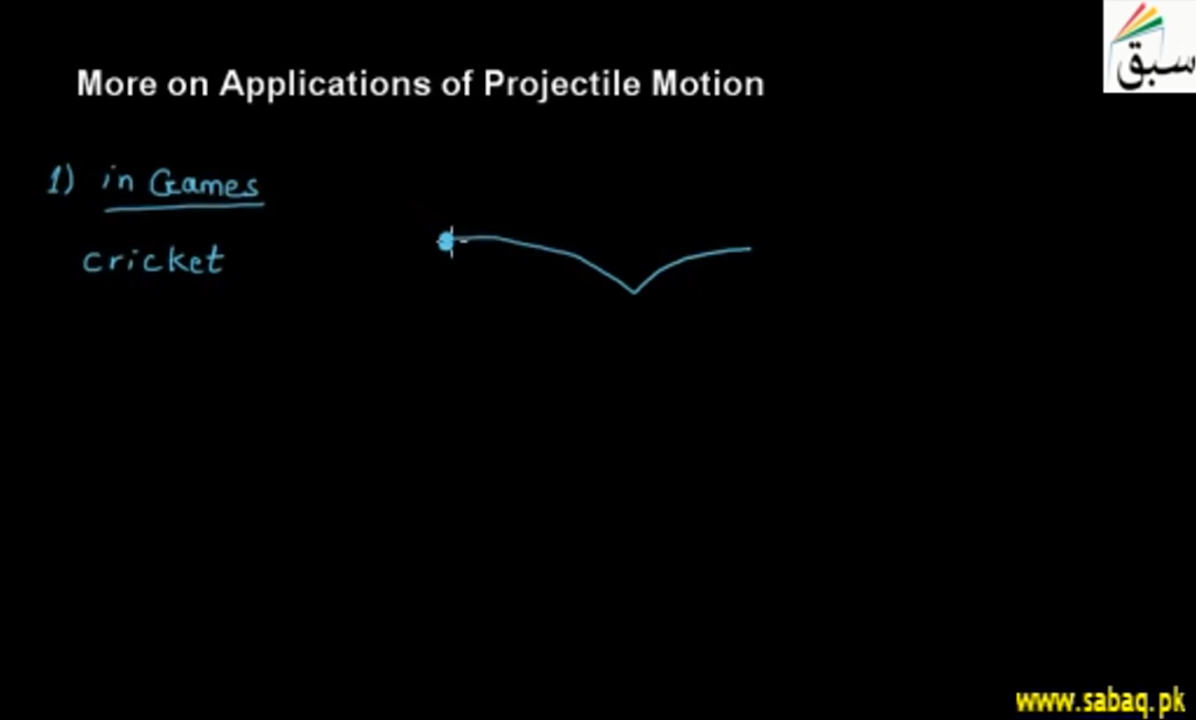 سبق
More on Applications of Projectile Motion
1) in Games
cricket
www.sabaq.pk